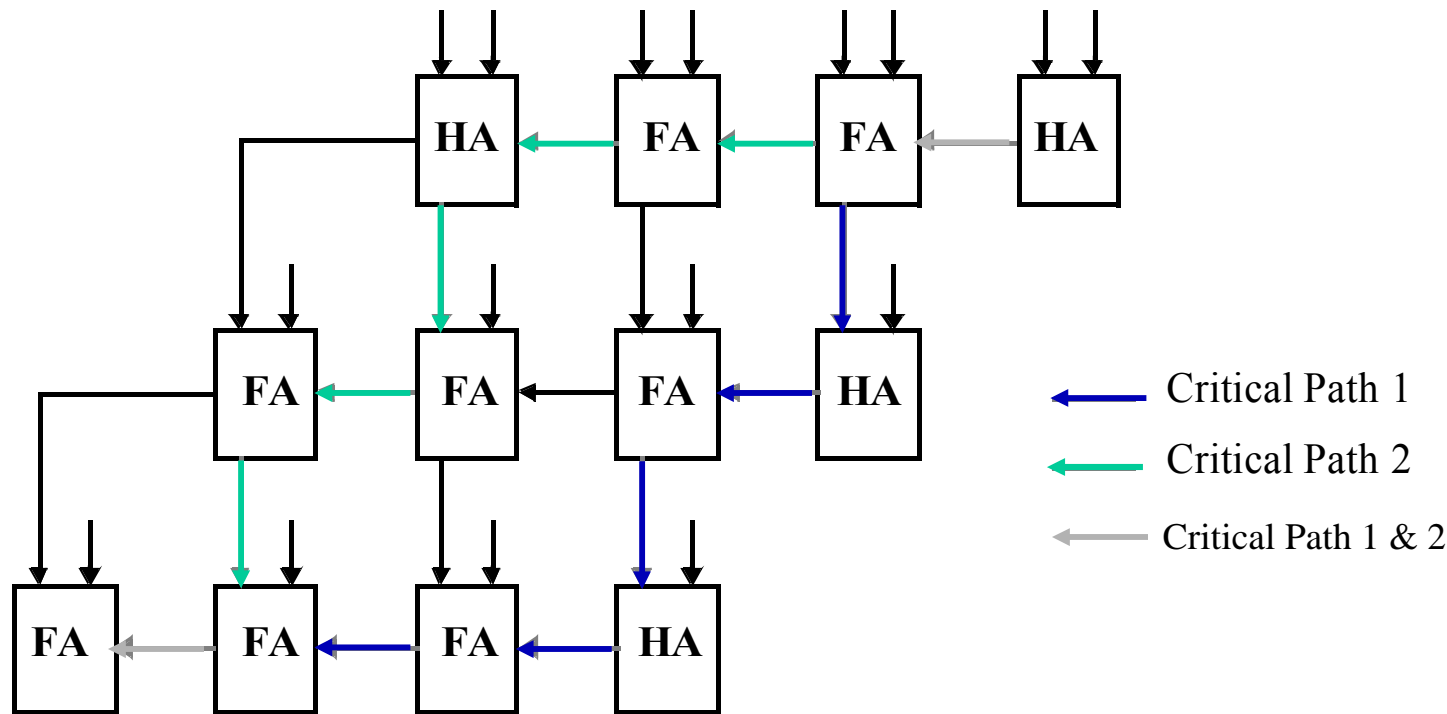 HA FA FA HA
FA FA FA HA
Critical Path 1
Critical Path 2
Critical Path 1 & 2
FA FA FA HA